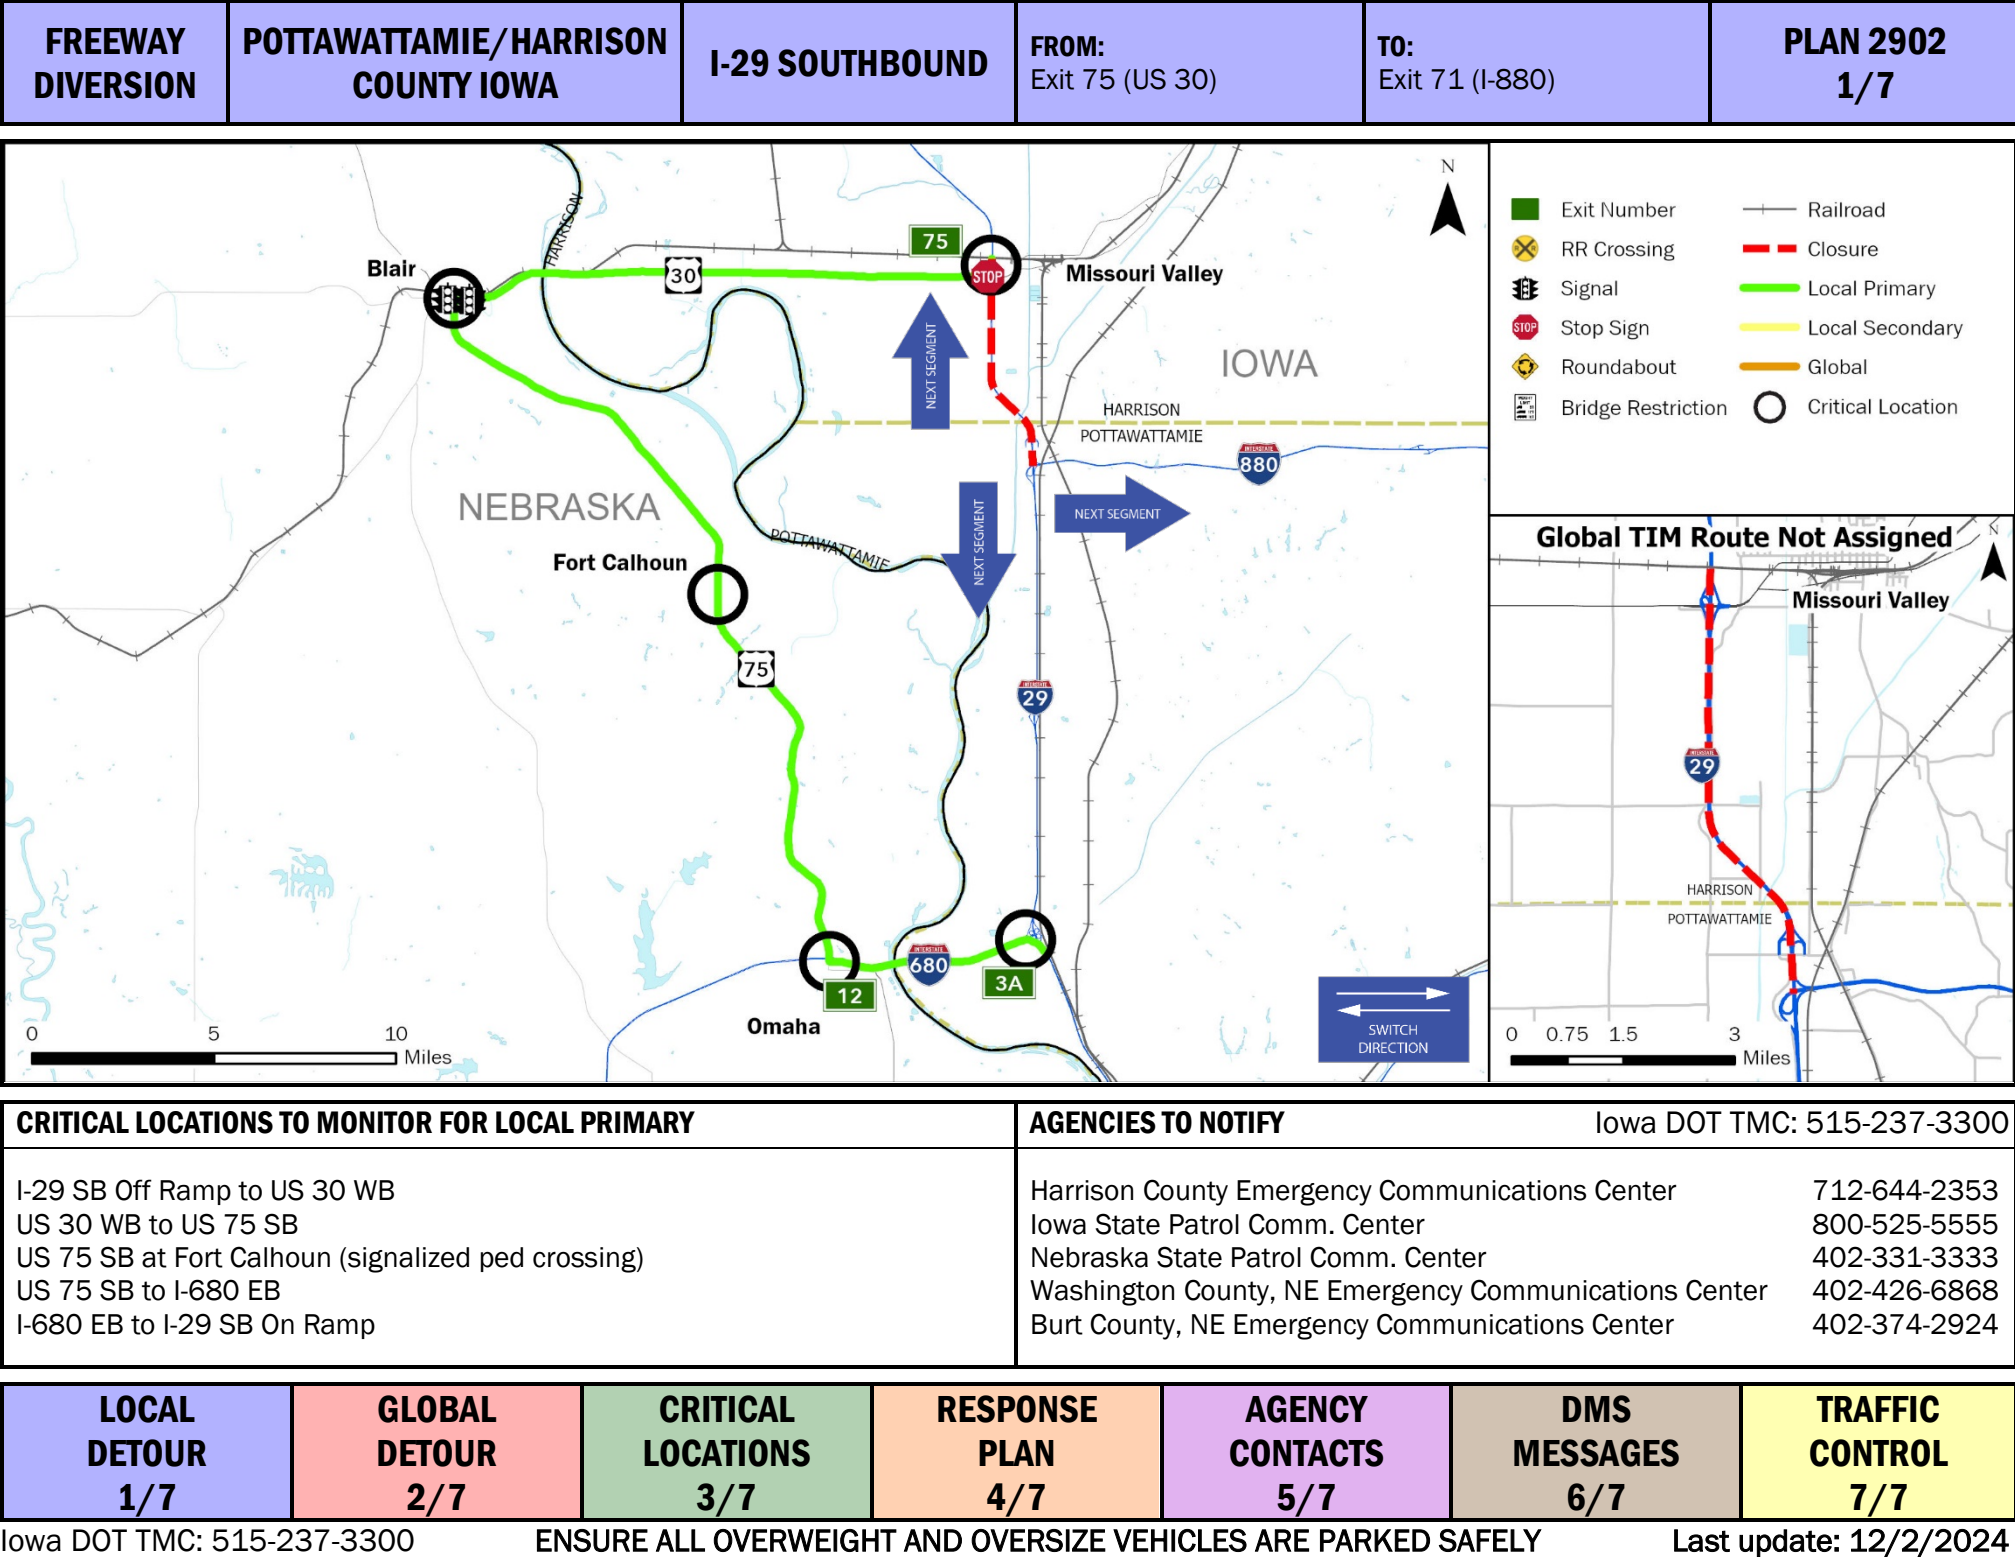 FREEWAY
DIVERSION
POTTAWATTAMIE/HARRISON
COUNTY IOWA
I-29 SOUTHBOUND
FROM:
Exit 75 (US 30)
TO:
Exit 71 (I-880)
PLAN 2902
1/7
N
HARRISON
75
Blair
30
STOP
Missouri Valley
NEXT SEGMENT
IOWA
HARRISON
POTTAWATTAMIE
INTERSTATE
880
NEBRASKA
NEXT SEGMENT
NEXT SEGMENT
POTTAWATTAMIE
Fort Calhoun
75
INTERSTATE
29
INTERSTATE
680
3A
12
Omaha
0 5 10
Miles
SWITCH
DIRECTION
Exit Number
Railroad
RR Crossing
Closure
Signal
Local Primary
STOP
Stop Sign
Local Secondary
Roundabout
Global
Bridge Restriction
Critical Location
Global TIM Route Not Assigned
N
Missouri Valley
INTERSTATE
29
HARRISON
POTTAWATTAMIE
0 0.75 1.5 3
Miles
CRITICAL LOCATIONS TO MONITOR FOR LOCAL PRIMARY
I-29 SB Off Ramp to US 30 WB
US 30 WB to US 75 SB
US 75 SB at Fort Calhoun (signalized ped crossing)
US 75 SB to I-680 EB
I-680 EB to I-29 SB On Ramp
AGENCIES TO NOTIFY Iowa DOT TMC: 515-237-3300
Harrison County Emergency Communications Center 712-644-2353
Iowa State Patrol Comm. Center 800-525-5555
Nebraska State Patrol Comm. Center 402-331-3333
Washington County, NE Emergency Communications Center 402-426-6868
Burt County, NE Emergency Communications Center 402-374-2924
LOCAL
DETOUR
1/7
GLOBAL
DETOUR
2/7
CRITICAL
LOCATIONS
3/7
RESPONSE
PLAN
4/7
AGENCY
CONTACTS
5/7
DMS
MESSAGES
6/7
TRAFFIC
CONTROL
7/7
Iowa DOT TMC: 515-237-3300 ENSURE ALL OVERWEIGHT AND OVERSIZE VEHICLES ARE PARKED SAFELY Last update: 12/2/2024